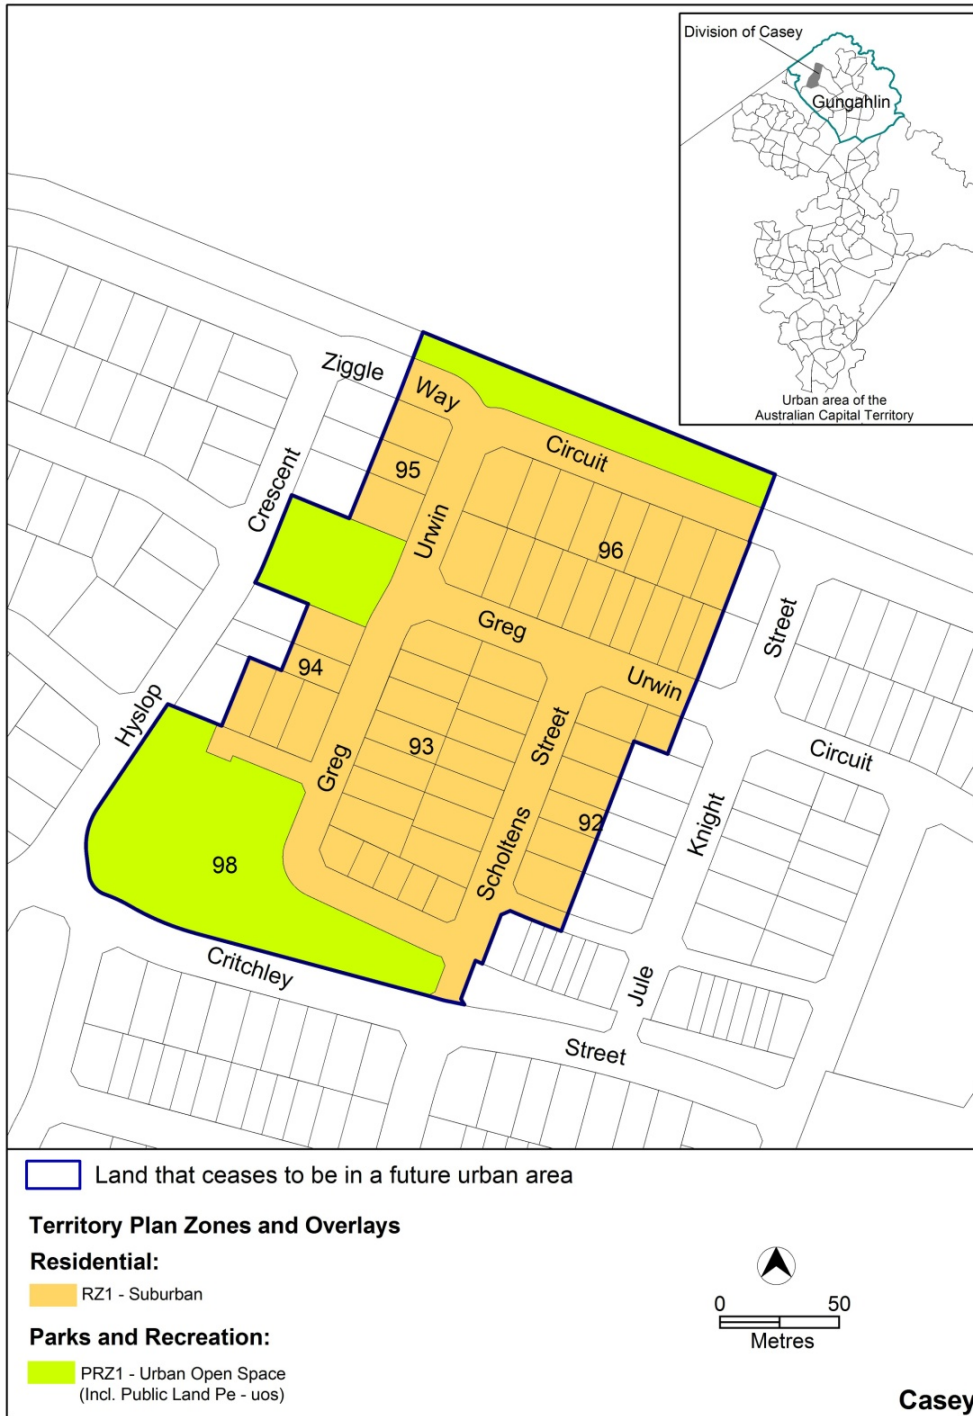 Division of Casey
Gungahlin
Urban area of the
Australian Capital Territory
Ziggle
Way
Circuit
Crescent
95
Urwin
96
Greg
Street
Urwin
94
Hyslop
Street
Circuit
93
Greg
92
Knight
Scholtens
98
Critchley
Jule
Street
Land that ceases to be in a future urban area
Territory Plan Zones and Overlays
Residential:
RZ1 - Suburban
0 50
Metres
Parks and Recreation:
PRZ1 - Urban Open Space
(Incl. Public Land Pe - uos)
Casey